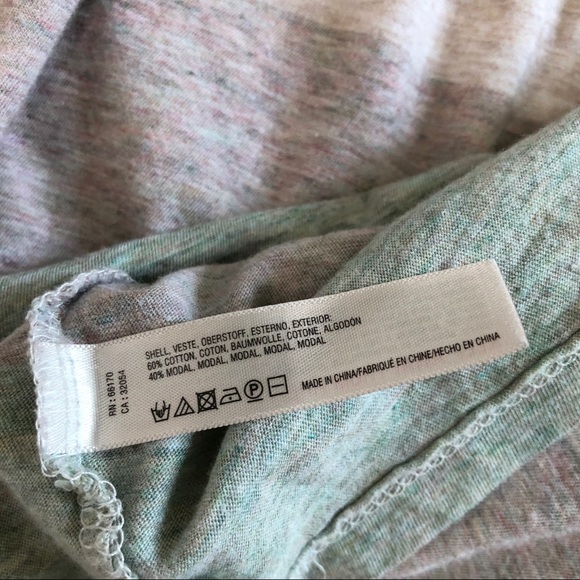 RN : 66170
CA : 32054
SHELL, VESTE, OBERSTOFF, ESTERNO, EXTERIOR:
60% COTTON, COTON, BAUMWOLLE, COTONE, ALGODÓN
40% MODAL, MODAL, MODAL, MODAL, MODAL
P
MADE IN CHINA/FABRIQUÉ EN CHINE/HECHO EN CHINA